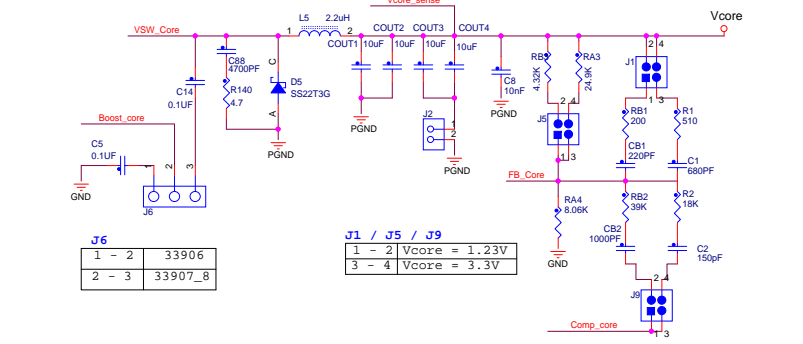 Vcore_sense
Vcore
VSW_Core
L5 2.2uH
1 2
COUT1 10uF
COUT2 10uF
COUT3 10uF
COUT4 10uF
C88
4700PF
R140
4.7
C14
0.1UF
C
D5
SS22T3G
A
PGND
PGND
J2
1
2
PGND
C8
10nF
PGND
4.32K
RA3
24.9K
2 4
J5
1 3
J1
2 4
1 3
RB1
200
R1
510
CB1
220PF
C1
680PF
FB_Core
RA4
8.06K
GND
RB2
39K
R2
18K
CB2
1000PF
C2
150pF
2 4
J9
1 3
Comp_core
Boost_core
C5
0.1UF
GND
1 2 3
J6
J6
1 - 2 33906
2 - 3 33907_8
J1 / J5 / J9
1 - 2 Vcore = 1.23V
3 - 4 Vcore = 3.3V